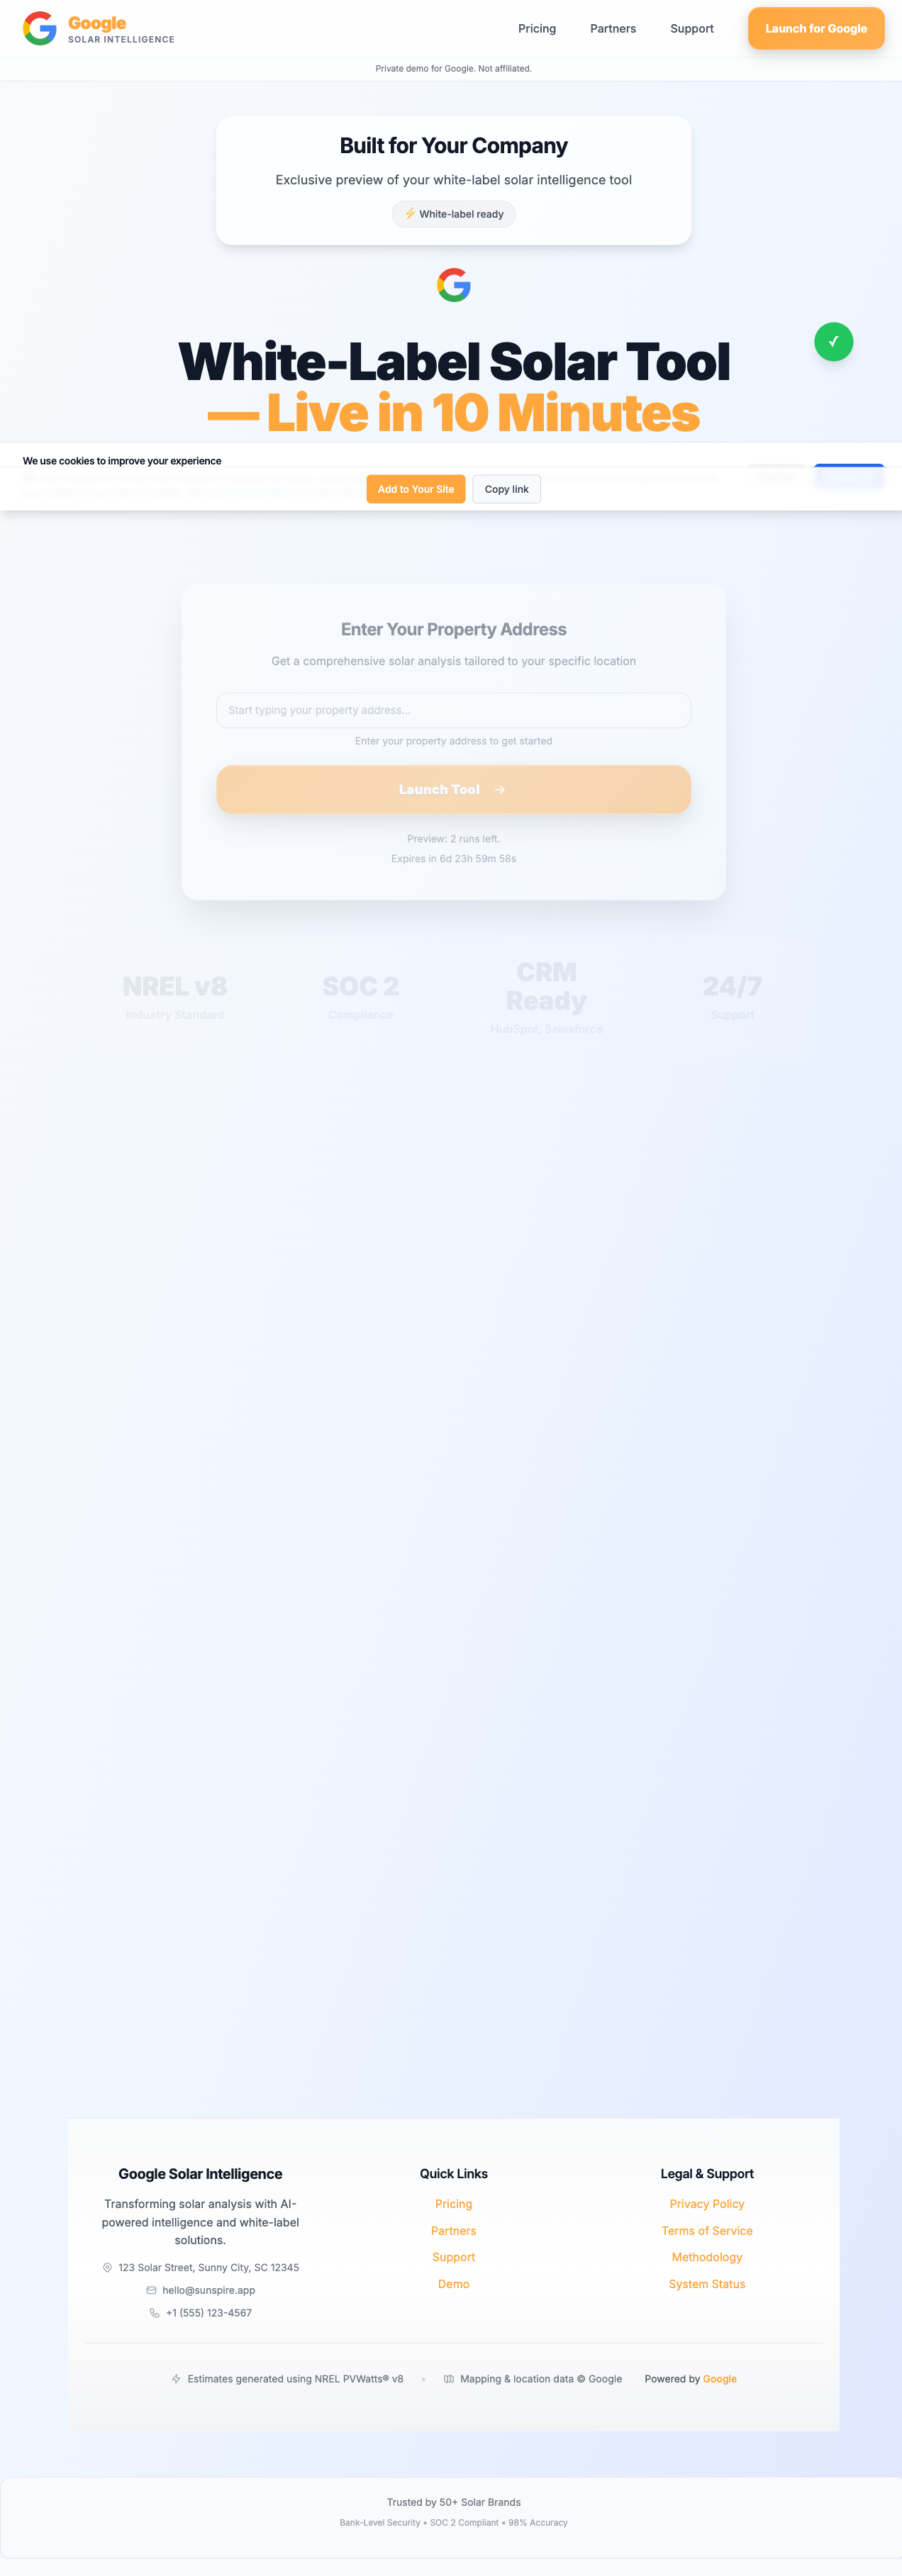 Google
SOLAR INTELLIGENCE
Pricing
Partners
Support
Launch for Google
Private demo for Google. Not affiliated.
Built for Your Company
Exclusive preview of your white-label solar intelligence tool
⚡ White-label ready
White-Label Solar Tool
— Live in 10 Minutes
We use cookies to improve your experience
Add to Your Site
Copy link
Enter Your Property Address
Get a comprehensive solar analysis tailored to your specific location
Start typing your property address...
Enter your property address to get started
Launch Tool →
Preview: 2 runs left.
Expires in 6d 23h 59m 58s
NREL v8
Industry Standard
SOC 2
Compliance
CRM
Ready
HubSpot, Salesforce
24/7
Support
Google Solar Intelligence
Transforming solar analysis with AI-
powered intelligence and white-label
solutions.
123 Solar Street, Sunny City, SC 12345
hello@sunspire.app
+1 (555) 123-4567
Quick Links
Pricing
Partners
Support
Demo
Legal & Support
Privacy Policy
Terms of Service
Methodology
System Status
Estimates generated using NREL PVWatts® v8
•
Mapping & location data © Google
Powered by Google
Trusted by 50+ Solar Brands
Bank-Level Security • SOC 2 Compliant • 98% Accuracy